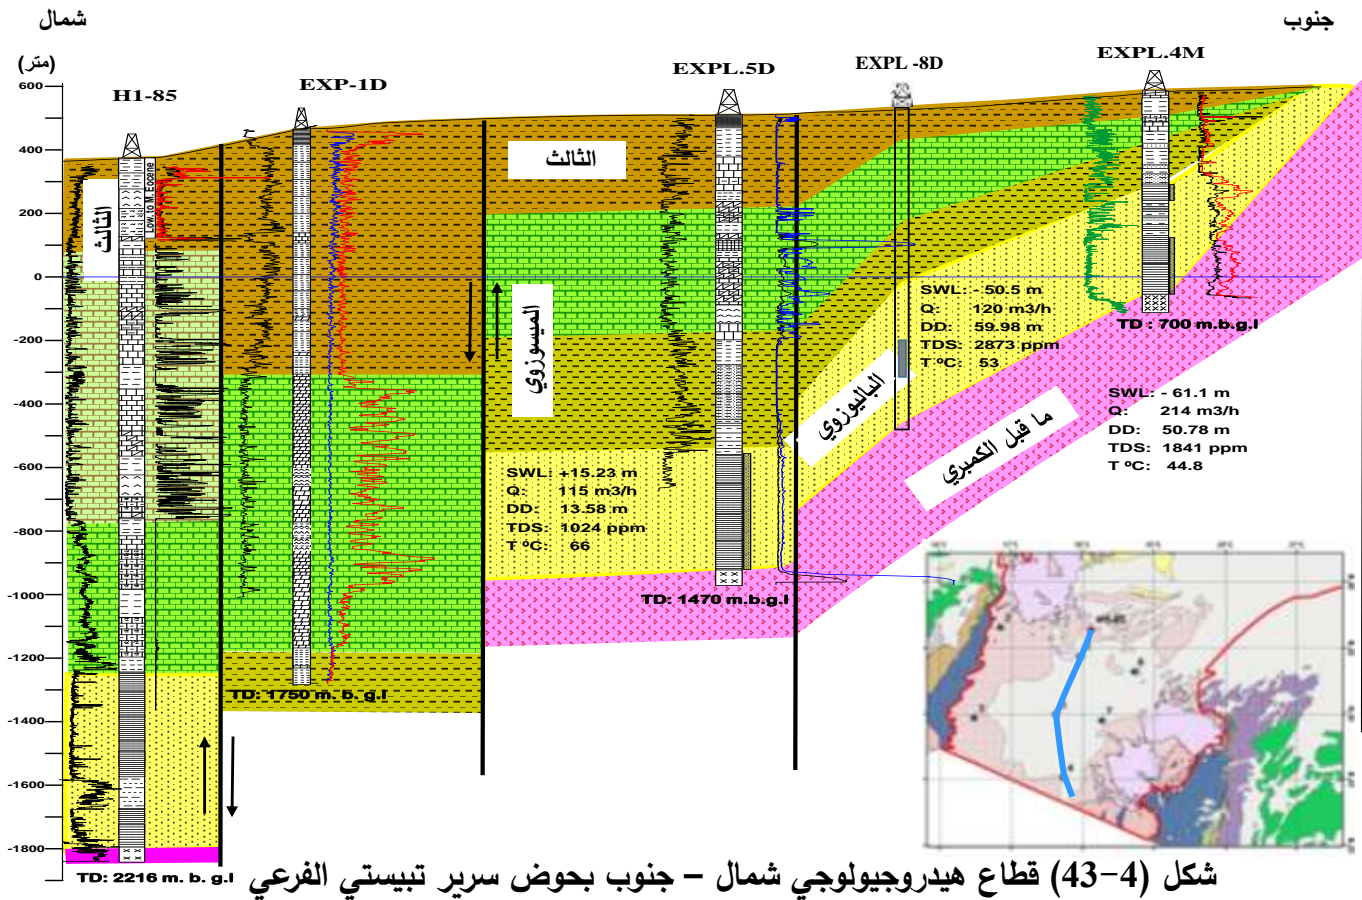 شمال
جنوب
(متر)
H1-85
EXP-1D
EXPL.5D
EXPL -8D
EXPL.4M
600
400
200
0
-200
-400
-600
-800
-1000
-1200
-1400
-1600
-1800
الثالث
Low. to M. Eocene
الثالث
الميسوزوي
الباليوزوي
ما قبل الكمبري
SWL: +15.23 m
Q: 115 m3/h
DD: 13.58 m
TDS: 1024 ppm
T ºC: 66
SWL: - 50.5 m
Q: 120 m3/h
DD: 59.98 m
TDS: 2873 ppm
T ºC: 53
SWL: - 61.1 m
Q: 214 m3/h
DD: 50.78 m
TDS: 1841 ppm
T ºC: 44.8
TD : 700 m.b.g.l
TD: 1470 m.b.g.l
TD: 1750 m. b. g.l
TD: 2216 m. b. g.l
شكل (4-43) قطاع هيدروجيولوجي شمال – جنوب بحوض سرير تبيستي الفرعي